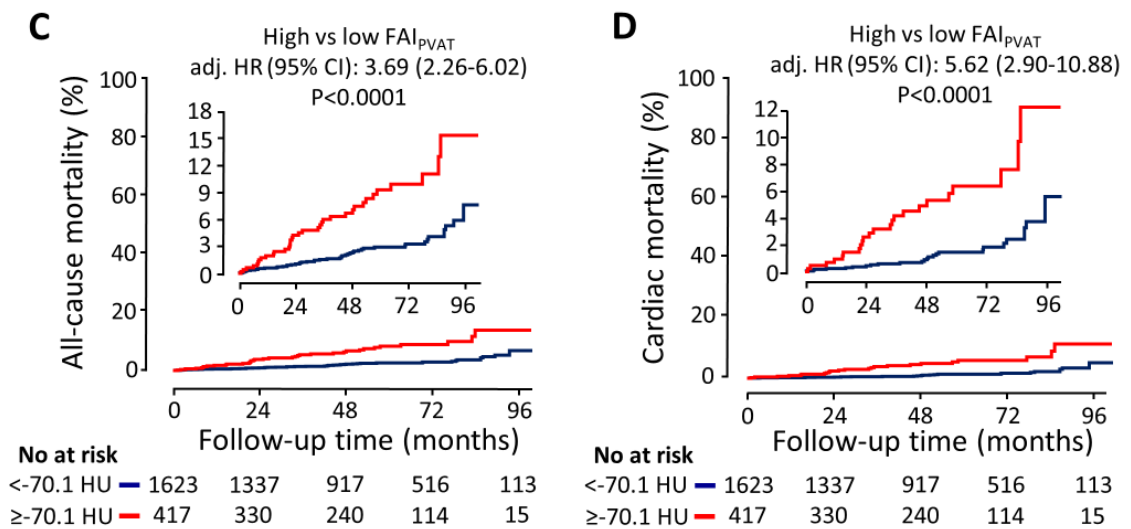 C
High vs low FAIPVAT
adj. HR (95% CI): 3.69 (2.26-6.02)
P<0.0001
All-cause mortality (%)
100
80
60
40
20
0
18
15
12
9
6
3
0
0 24 48 72 96
0 24 48 72 96
Follow-up time (months)
No at risk
<-70.1 HU 1623 1337 917 516 113
≥-70.1 HU 417 330 240 114 15
D
High vs low FAIPVAT
adj. HR (95% CI): 5.62 (2.90-10.88)
P<0.0001
Cardiac mortality (%)
100
80
60
40
20
0
12
10
8
6
4
2
0
0 24 48 72 96
0 24 48 72 96
Follow-up time (months)
No at risk
<-70.1 HU 1623 1337 917 516 113
≥-70.1 HU 417 330 240 114 15